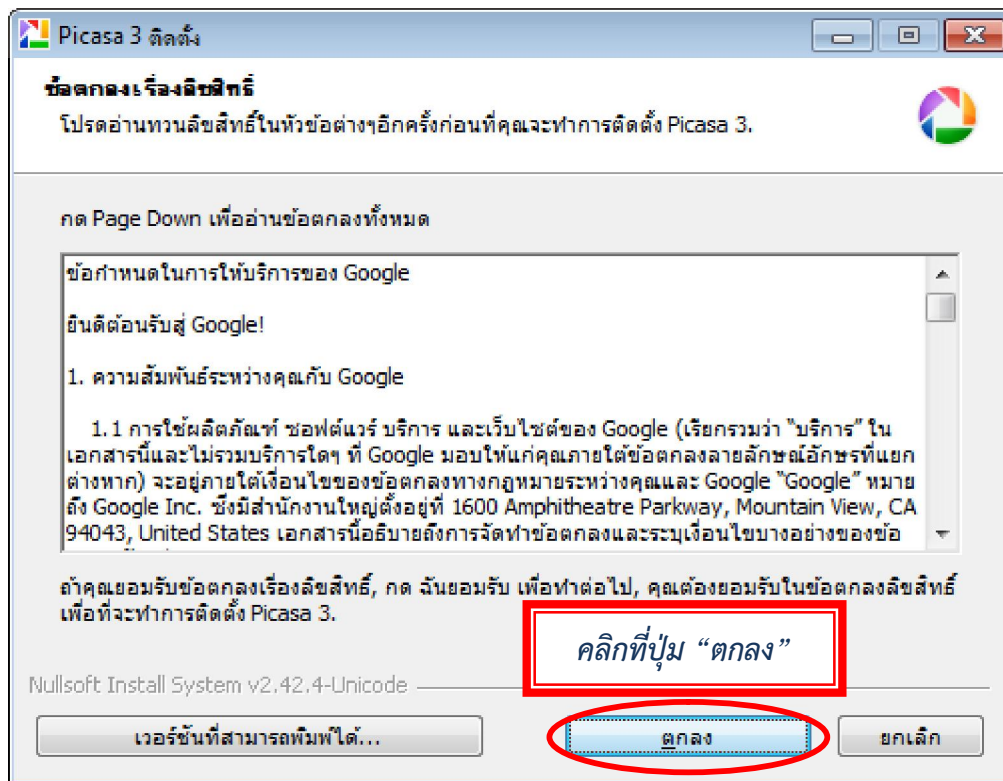 Picasa 3 ติดตั้ง
ข้อตกลงเรื่องลิขสิทธิ์
โปรดอ่านทวนลิขสิทธิ์ในหัวข้อต่างๆอีกครั้งก่อนที่คุณจะทำการติดตั้ง Picasa 3.
กด Page Down เพื่ออ่านข้อตกลงทั้งหมด
ข้อกำหนดในการให้บริการของ Google
ยินดีต้อนรับสู่ Google!
1. ความสัมพันธ์ระหว่างคุณกับ Google
1.1 การใช้ผลิตภัณฑ์ ซอฟต์แวร์ บริการ และเว็บไซต์ของ Google (เรียกรวมว่า "บริการ" ใน
เอกสารนี้และไม่รวมบริการใดๆ ที่ Google มอบให้แก่คุณภายใต้ข้อตกลงลายลักษณ์อักษรที่แยก
ต่างหาก) จะอยู่ภายใต้เงื่อนไขของข้อตกลงทางกฎหมายระหว่างคุณและ Google "Google" หมาย
ถึง Google Inc. ซึ่งมีสำนักงานใหญ่ตั้งอยู่ที่ 1600 Amphitheatre Parkway, Mountain View, CA
94043, United States เอกสารนี้อธิบายถึงการจัดทำข้อตกลงและระบุเงื่อนไขบางอย่างของข้อ
ถ้าคุณยอมรับข้อตกลงเรื่องลิขสิทธิ์, กด ฉันยอมรับ เพื่อทำต่อไป, คุณต้องยอมรับในข้อตกลงลิขสิทธิ์
เพื่อที่จะทำการติดตั้ง Picasa 3.
คลิกที่ปุ่ม “ตกลง”
Nullsoft Install System v2.42.4-Unicode
เวอร์ชันที่สามารถพิมพ์ได้...
ตกลง
ยกเลิก